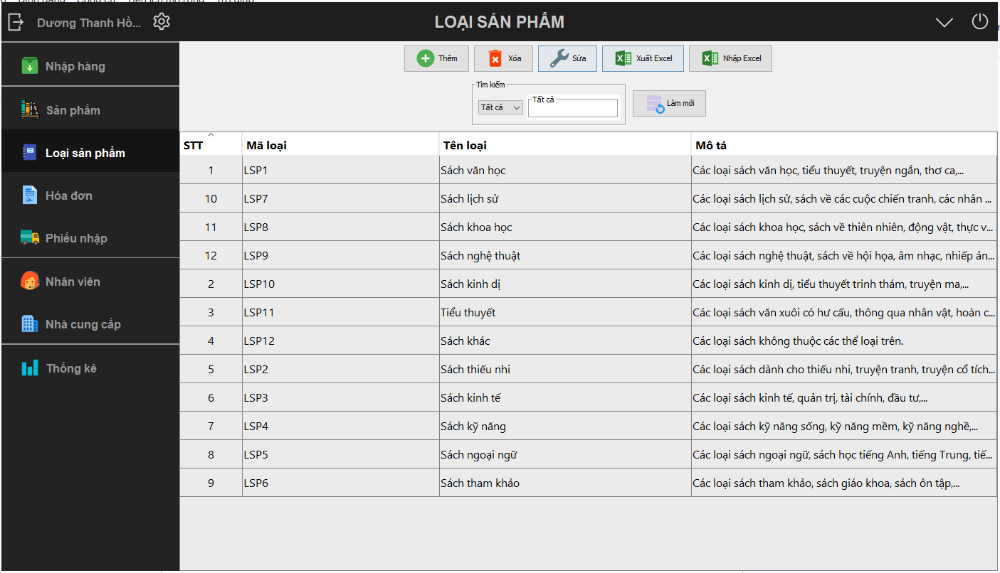 Dương Thanh Hồ...
LOẠI SẢN PHẨM
Nhập hàng
Sản phẩm
Loại sản phẩm
Hóa đơn
Phiếu nhập
Nhân viên
Nhà cung cấp
Thống kê
Thêm
Xóa
Sửa
Xuất Excel
Nhập Excel
Tìm kiếm
Tất cả
Tất cả
Làm mới
STT Mã loại Tên loại Mô tả
1 LSP1 Sách văn học Các loại sách văn học, tiểu thuyết, truyện ngắn, thơ ca,...
10 LSP7 Sách lịch sử Các loại sách lịch sử, sách về các cuộc chiến tranh, các nhân ...
11 LSP8 Sách khoa học Các loại sách khoa học, sách về thiên nhiên, động vật, thực v...
12 LSP9 Sách nghệ thuật Các loại sách nghệ thuật, sách về hội họa, âm nhạc, nhiếp ản...
2 LSP10 Sách kinh dị Các loại sách kinh dị, tiểu thuyết trinh thám, truyện ma,...
3 LSP11 Tiểu thuyết Các loại sách văn xuôi có hư cấu, thông qua nhân vật, hoàn c...
4 LSP12 Sách khác Các loại sách không thuộc các thể loại trên.
5 LSP2 Sách thiếu nhi Các loại sách dành cho thiếu nhi, truyện tranh, truyện cổ tích...
6 LSP3 Sách kinh tế Các loại sách kinh tế, quản trị, tài chính, đầu tư,...
7 LSP4 Sách kỹ năng Các loại sách kỹ năng sống, kỹ năng mềm, kỹ năng nghề,...
8 LSP5 Sách ngoại ngữ Các loại sách ngoại ngữ, sách học tiếng Anh, tiếng Trung, tiế...
9 LSP6 Sách tham khảo Các loại sách tham khảo, sách giáo khoa, sách ôn tập,...